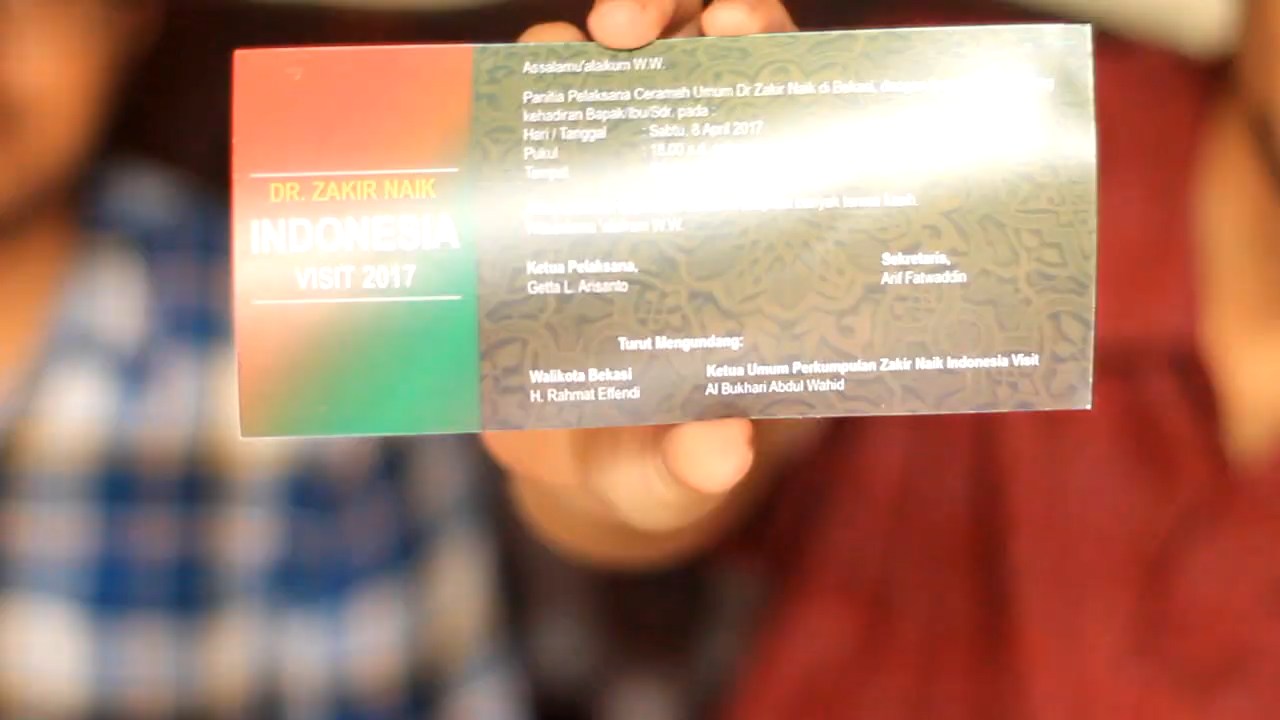 DR. ZAKIR NAIK
INDONESIA
VISIT 2017
Assalamu'alaikum W.W.
Panitia Pelaksana Ceramah Umum Dr Zakir Naik di Bekasi,
kehadiran Bapak/Ibu/Sdr. pada :
Hari / Tanggal : Sabtu, 8 April 2017
Pukul : 18.00 s.d.
Tempat
W.W.
Ketua Pelaksana,
Getta L. Arisanto
Sekretaris,
Arif Fatwaddin
Turut Mengundang:
Walikota Bekasi
H. Rahmat Effendi
Ketua Umum Perkumpulan Zakir Naik Indonesia Visit
Al Bukhari Abdul Wahid